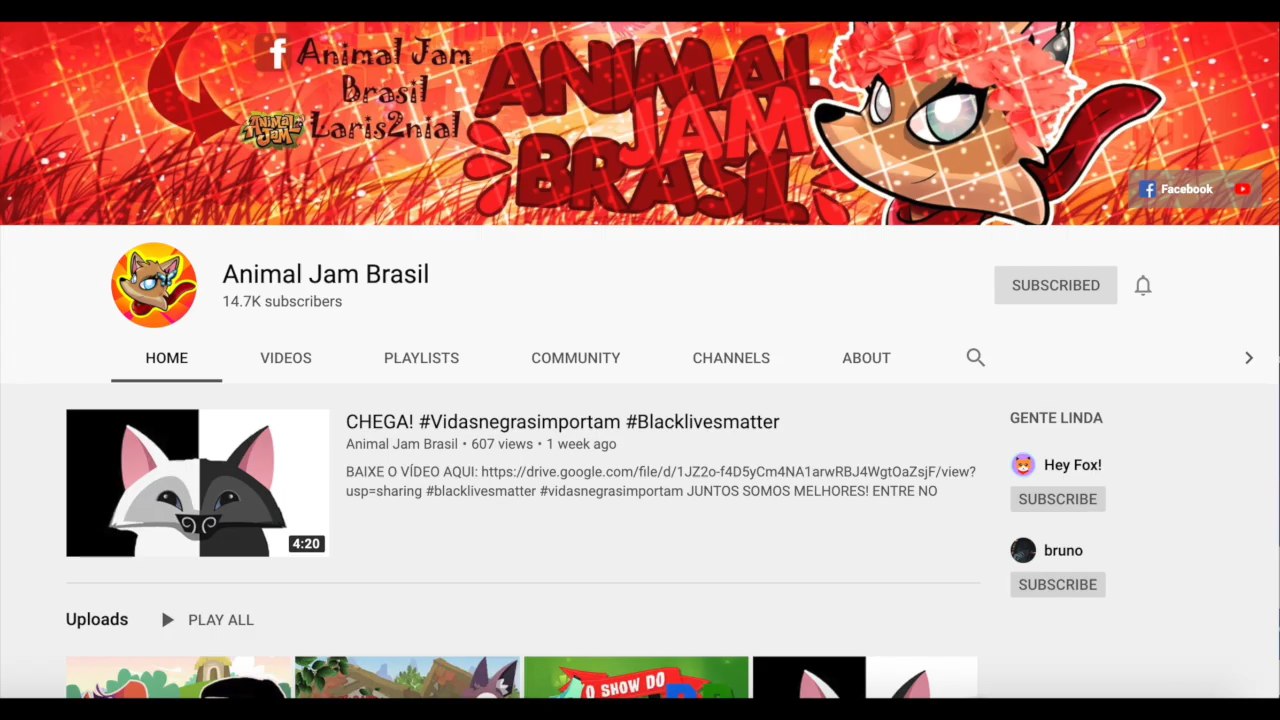 Animal Jam
Brasil
ANIMAL JAM
Laris2nial
ANIMAL
JAM
BRASIL
Facebook
Animal Jam Brasil
14.7K subscribers
SUBSCRIBED
HOME VIDEOS PLAYLISTS COMMUNITY CHANNELS ABOUT
CHEGA! #Vidasnegrasimportam #Blacklivesmatter
Animal Jam Brasil • 607 views • 1 week ago
BAIXE O VÍDEO AQUI: https://drive.google.com/file/d/1JZ2o-f4D5yCm4NA1arwRBJ4WgtOaZsjF/view?
usp=sharing #blacklivesmatter #vidasnegrasimportam JUNTOS SOMOS MELHORES! ENTRE NO
4:20
GENTE LINDA
Hey Fox!
SUBSCRIBE
bruno
SUBSCRIBE
Uploads PLAY ALL
O SHOW DO